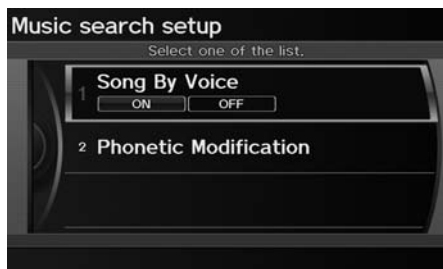 Music search setup
Select one of the list.
1 Song By Voice
ON OFF
2 Phonetic Modification